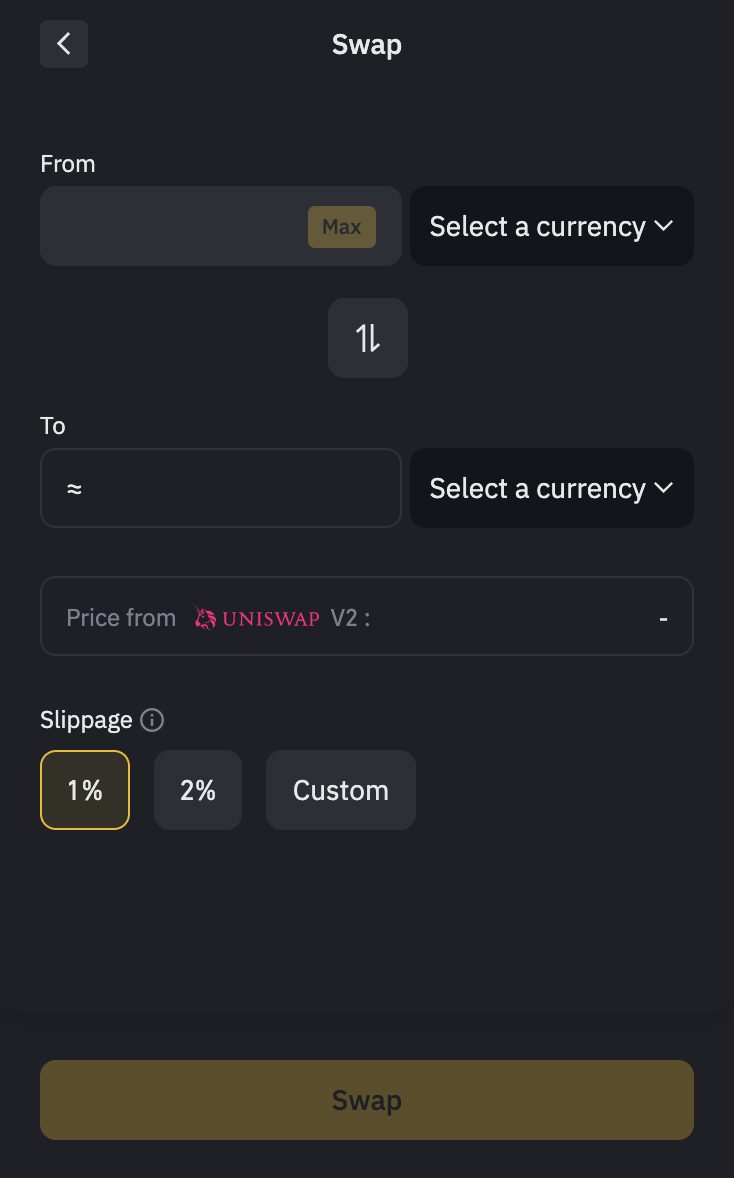 Swap
From
Max Select a currency
To
≈ Select a currency
Price from UNISWAP V2 : -
Slippage
1% 2% Custom
Swap